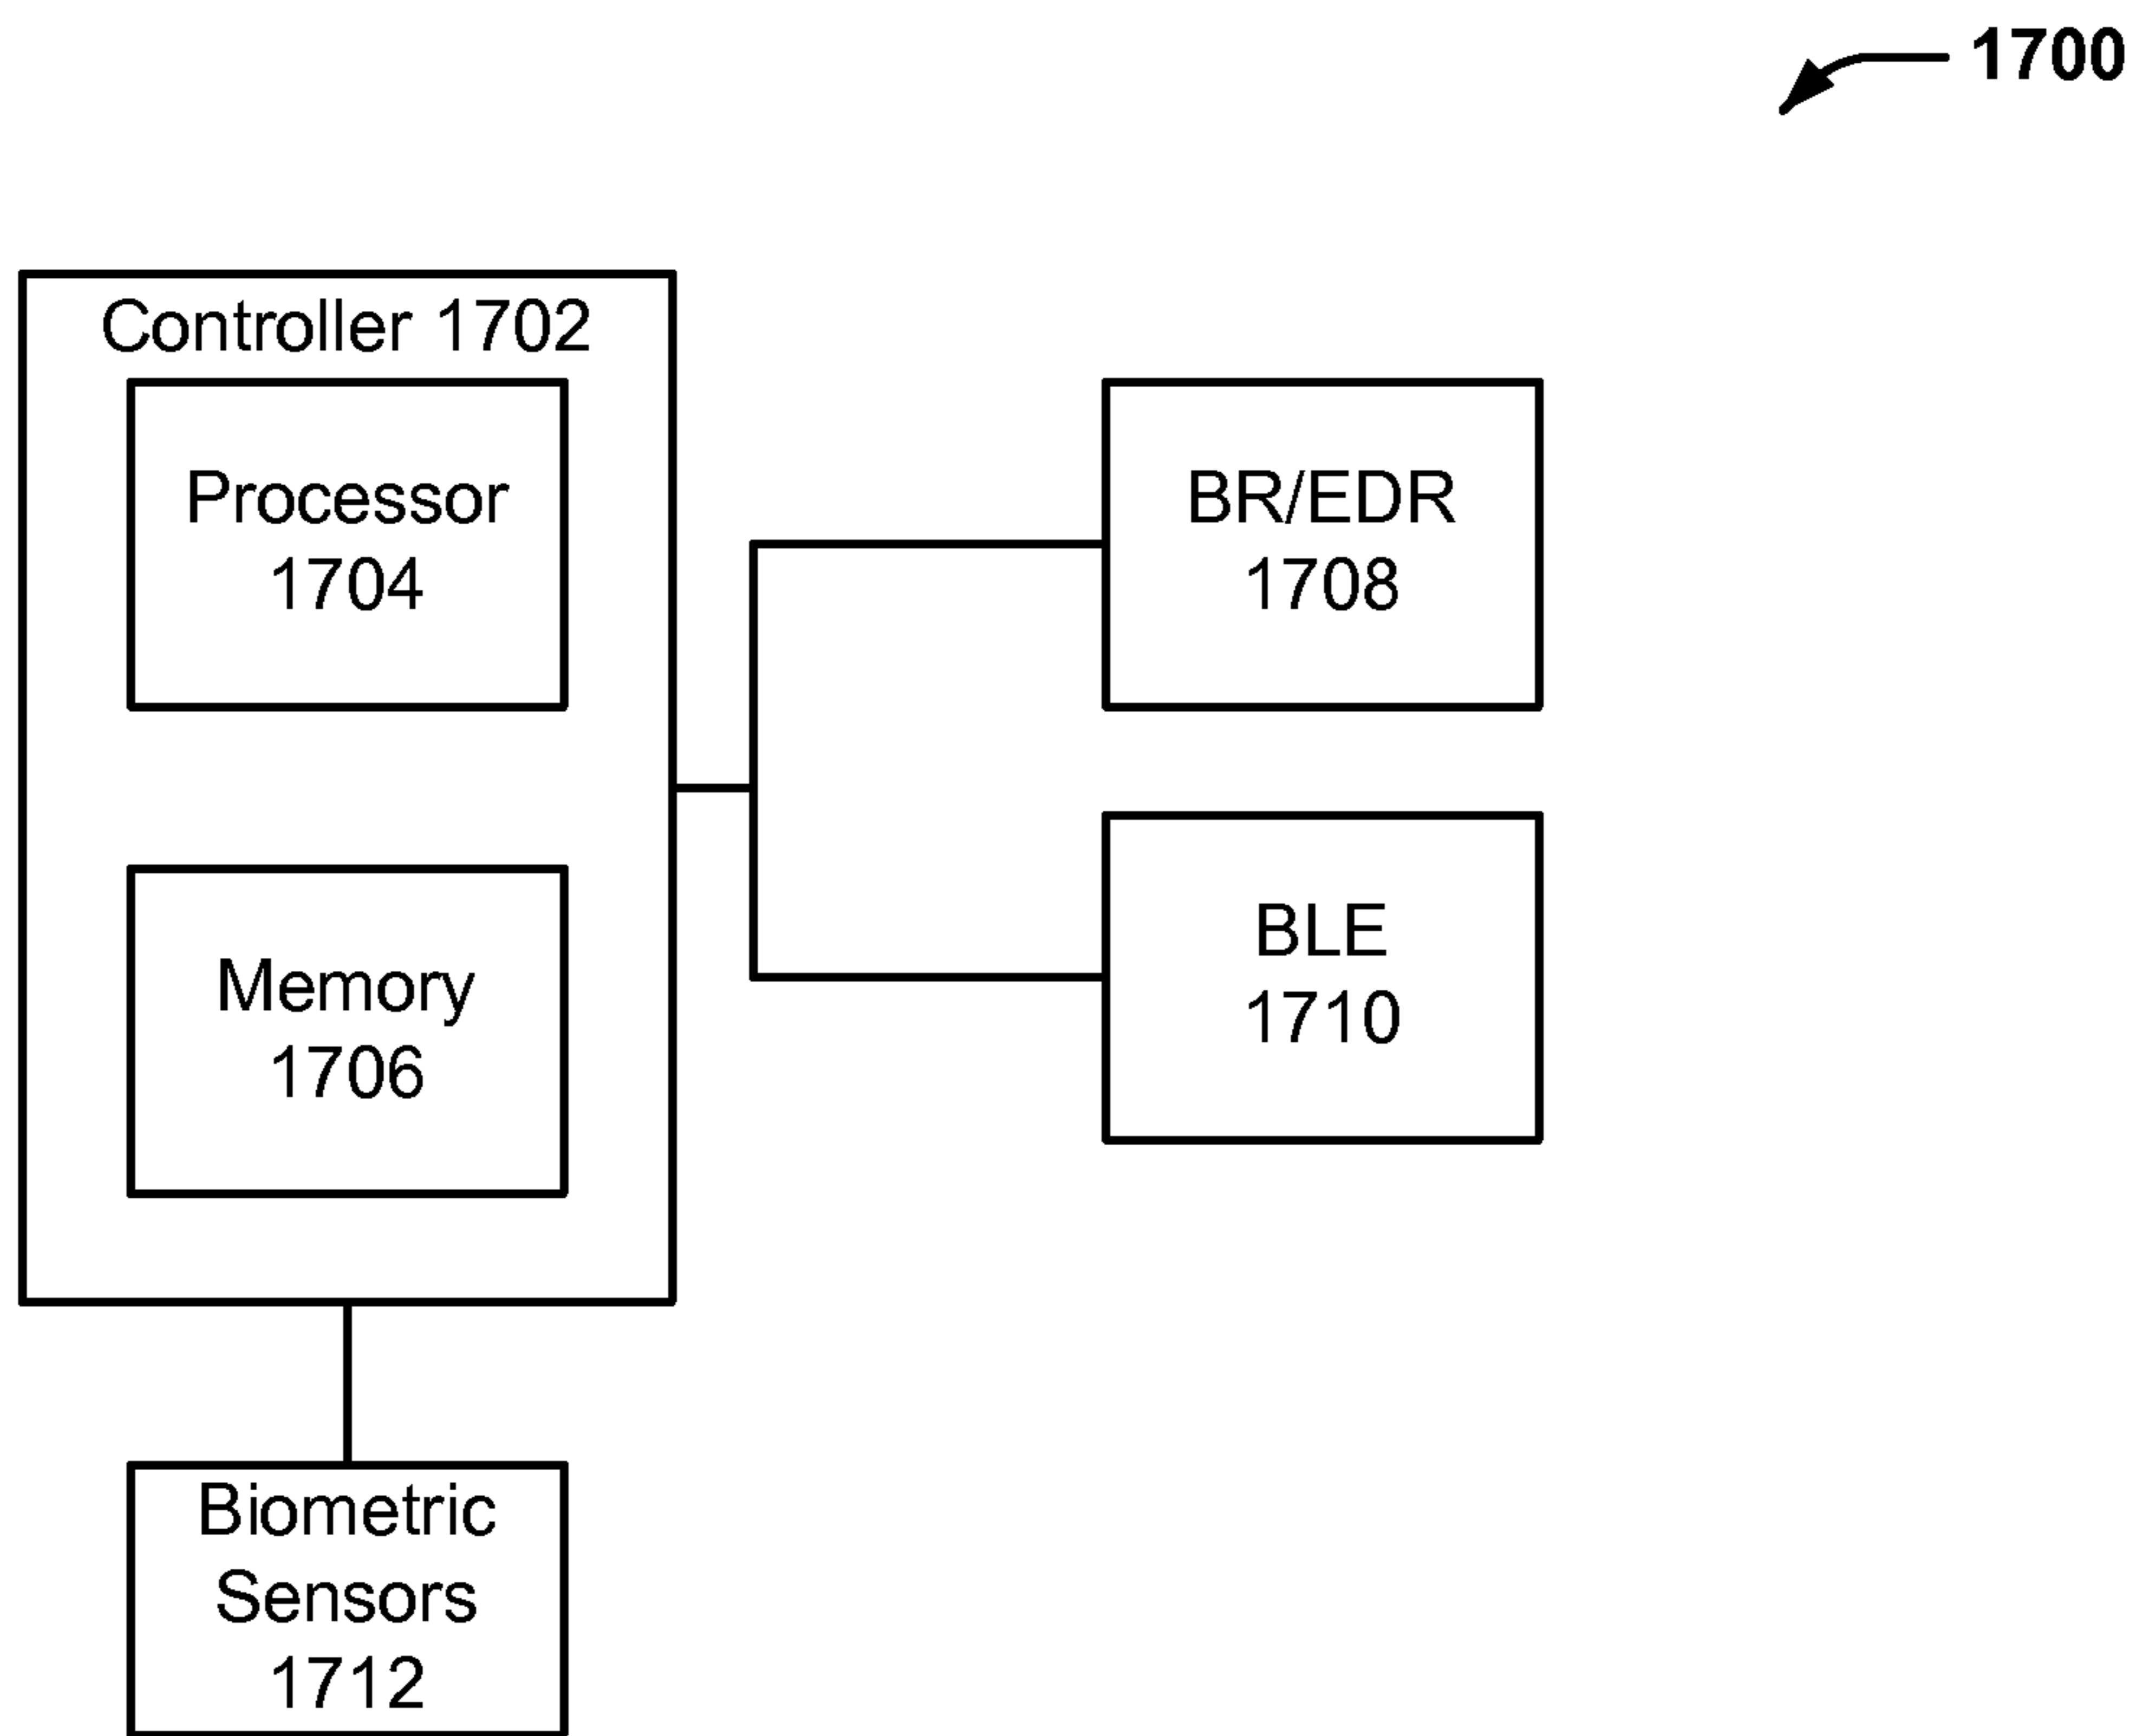 1700
Controller 1702
Processor
1704
BR/EDR
1708
Memory
1706
BLE
1710
Biometric
Sensors
1712